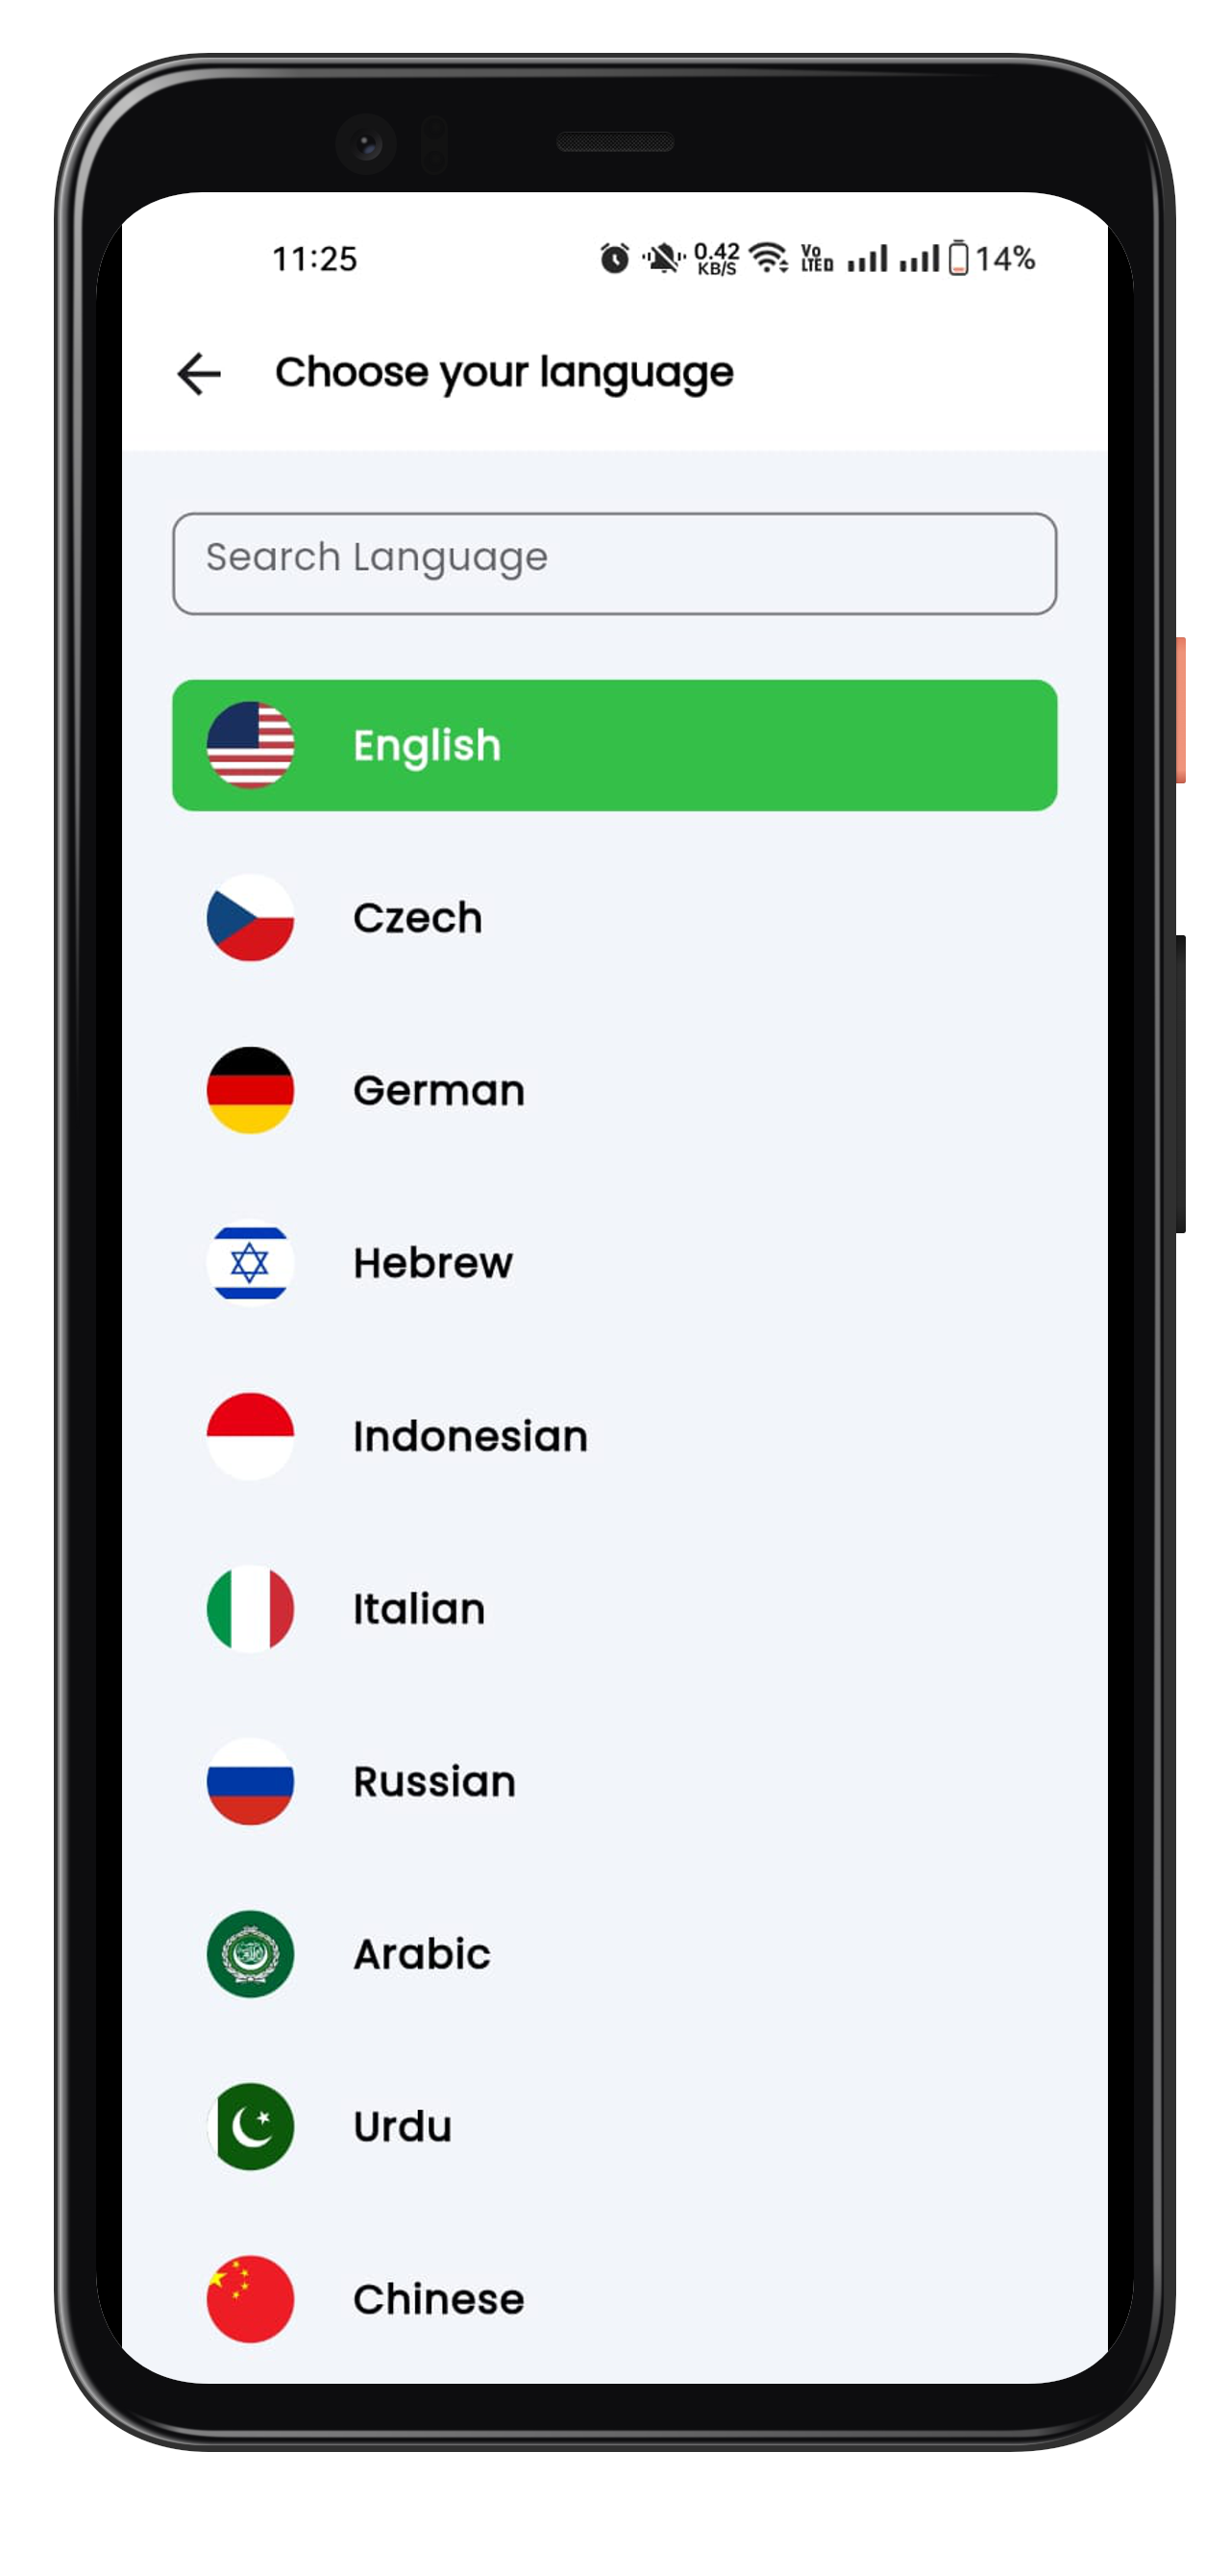 11:25 0.42 KB/S Vo LTE D 14%
Choose your language
Search Language
English
Czech
German
Hebrew
Indonesian
Italian
Russian
Arabic
Urdu
Chinese